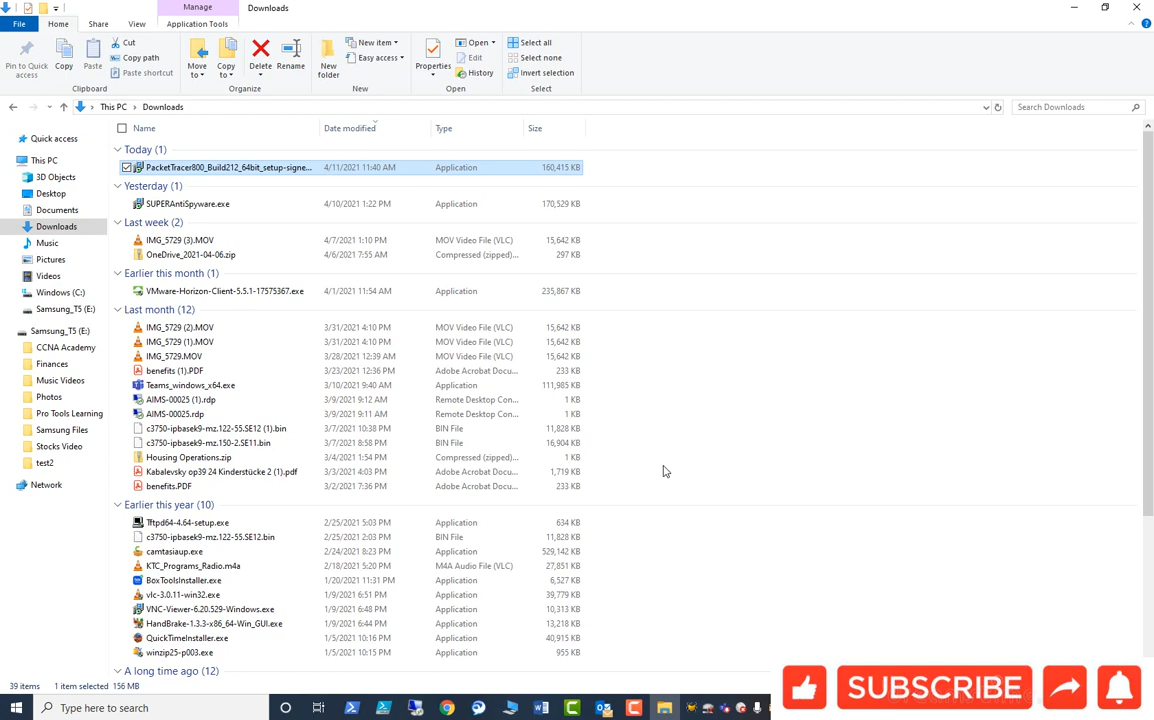 Manage
Downloads
File
Home
Share
View
Application Tools
Pin to Quick access
Copy
Paste
Cut
Copy path
Paste shortcut
Clipboard
Move to
Copy to
Delete
Rename
Organize
New folder
New item
Easy access
New
Properties
Open
Edit
History
Open
Select all
Select none
Invert selection
Select
This PC
Downloads
Search Downloads
Name
Date modified
Type
Size
Quick access
This PC
3D Objects
Desktop
Documents
Downloads
Music
Pictures
Videos
Windows (C:)
Samsung_T5 (E:)
Samsung_T5 (E:)
CCNA Academy
Finances
Music Videos
Photos
Pro Tools Learning
Samsung Files
Stocks Video
test2
Network
Today (1)
PacketTracer800_Build212_64bit_setup-signe... 4/11/2021 11:40 AM Application 160,415 KB
Yesterday (1)
SUPERAntiSpyware.exe 4/10/2021 1:22 PM Application 170,529 KB
Last week (2)
IMG_5729 (3).MOV 4/7/2021 1:10 PM MOV Video File (VLC) 15,642 KB
OneDrive_2021-04-06.zip 4/6/2021 7:55 AM Compressed (zipped)... 297 KB
Earlier this month (1)
VMware-Horizon-Client-5.5.1-17575367.exe 4/1/2021 11:54 AM Application 235,867 KB
Last month (12)
IMG_5729 (2).MOV 3/31/2021 4:10 PM MOV Video File (VLC) 15,642 KB
IMG_5729 (1).MOV 3/31/2021 4:10 PM MOV Video File (VLC) 15,642 KB
IMG_5729.MOV 3/28/2021 12:39 AM MOV Video File (VLC) 15,642 KB
benefits (1).PDF 3/23/2021 12:36 PM Adobe Acrobat Docu... 233 KB
Teams_windows_x64.exe 3/10/2021 9:40 AM Application 111,985 KB
AIMS-00025 (1).rdp 3/9/2021 9:12 AM Remote Desktop Con... 1 KB
AIMS-00025.rdp 3/9/2021 9:11 AM Remote Desktop Con... 1 KB
c3750-ipbasek9-mz.122-55.SE12 (1).bin 3/7/2021 10:38 PM BIN File 11,828 KB
c3750-ipbasek9-mz.150-2.SE11.bin 3/7/2021 8:58 PM BIN File 16,904 KB
Housing Operations.zip 3/4/2021 1:54 PM Compressed (zipped)... 1 KB
Kabalevsky op39 24 Kinderstücke 2 (1).pdf 3/3/2021 4:03 PM Adobe Acrobat Docu... 1,719 KB
benefits.PDF 3/2/2021 7:36 PM Adobe Acrobat Docu... 233 KB
Earlier this year (10)
Tftpd64-4.64-setup.exe 2/25/2021 5:03 PM Application 634 KB
c3750-ipbasek9-mz.122-55.SE12.bin 2/25/2021 2:03 PM BIN File 11,828 KB
camtasiaup.exe 2/24/2021 8:23 PM Application 529,142 KB
KTC_Programs_Radio.m4a 2/18/2021 5:20 PM M4A Audio File (VLC) 27,851 KB
BoxToolsInstaller.exe 1/20/2021 11:31 PM Application 6,527 KB
vlc-3.0.11-win32.exe 1/9/2021 6:51 PM Application 39,779 KB
VNC-Viewer-6.20.529-Windows.exe 1/9/2021 6:48 PM Application 10,313 KB
HandBrake-1.3.3-x86_64-Win_GUI.exe 1/9/2021 6:44 PM Application 13,218 KB
QuickTimeInstaller.exe 1/5/2021 10:16 PM Application 40,915 KB
winzip25-p003.exe 1/5/2021 10:15 PM Application 955 KB
A long time ago (12)
39 items 1 item selected 156 MB
Type here to search
SUBSCRIBE